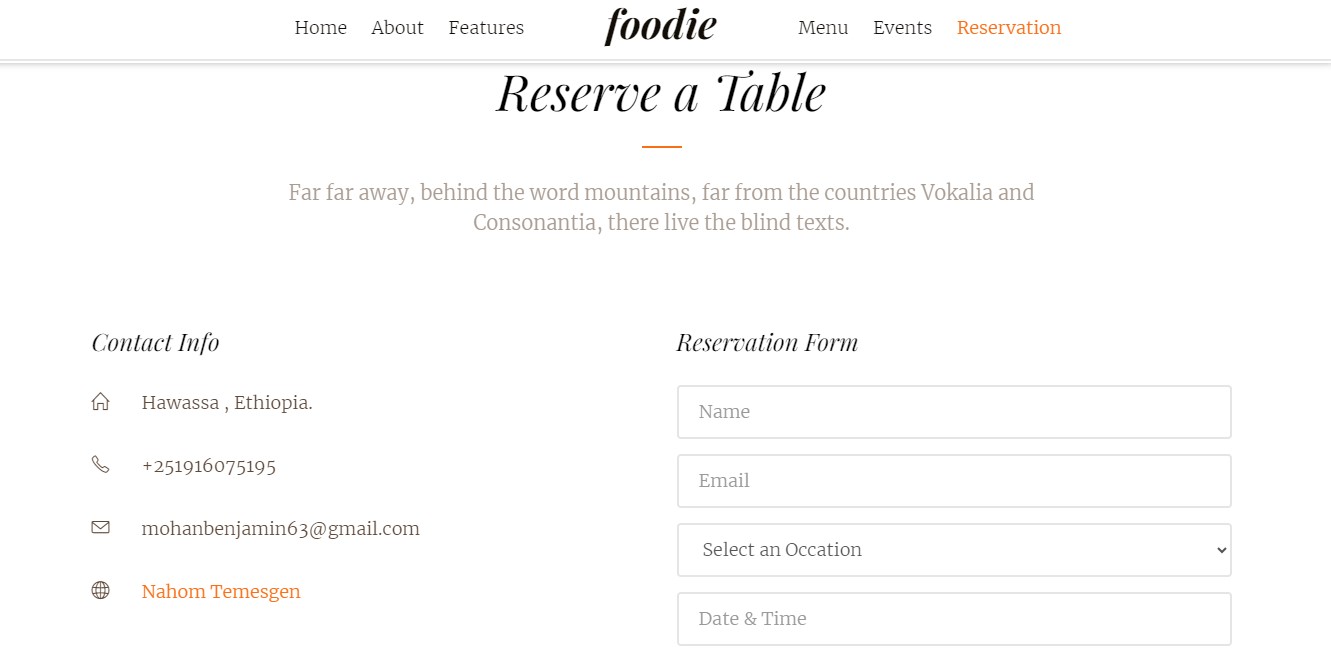 Home About Features foodie Menu Events Reservation
Reserve a Table
Far far away, behind the word mountains, far from the countries Vokalia and
Consonantia, there live the blind texts.
Contact Info
Hawassa , Ethiopia.
+251916075195
mohanbenjamin63@gmail.com
Nahom Temesgen
Reservation Form
Name
Email
Select an Occation
Date & Time